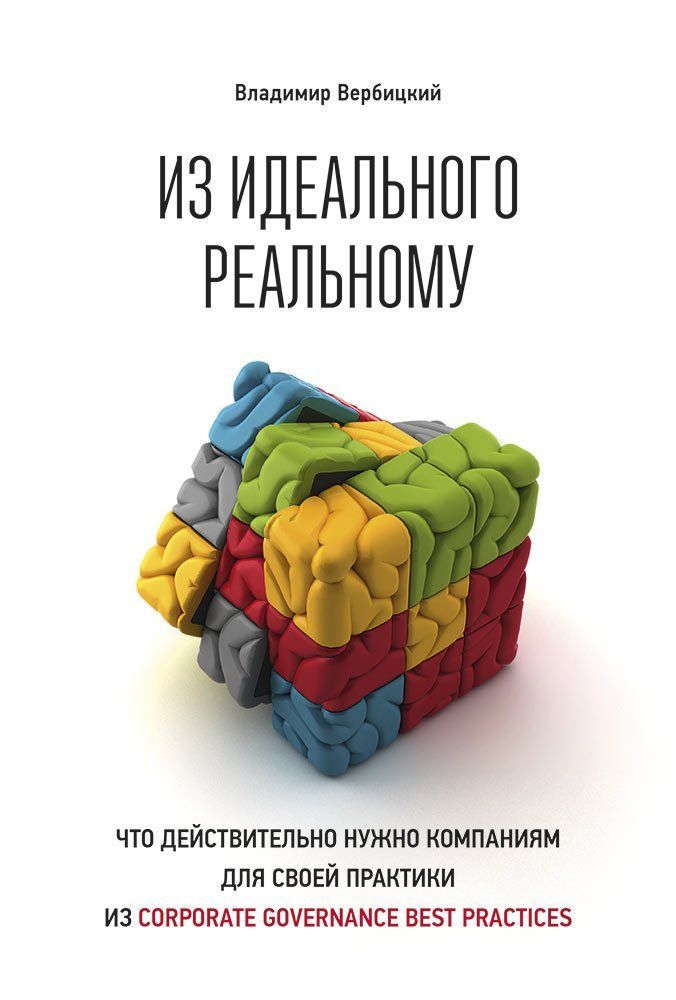 Владимир Вербицкий
ИЗ ИДЕАЛЬНОГО
РЕАЛЬНОМУ
ЧТО ДЕЙСТВИТЕЛЬНО НУЖНО КОМПАНИЯМ
ДЛЯ СВОЕЙ ПРАКТИКИ
ИЗ CORPORATE GOVERNANCE BEST PRACTICES